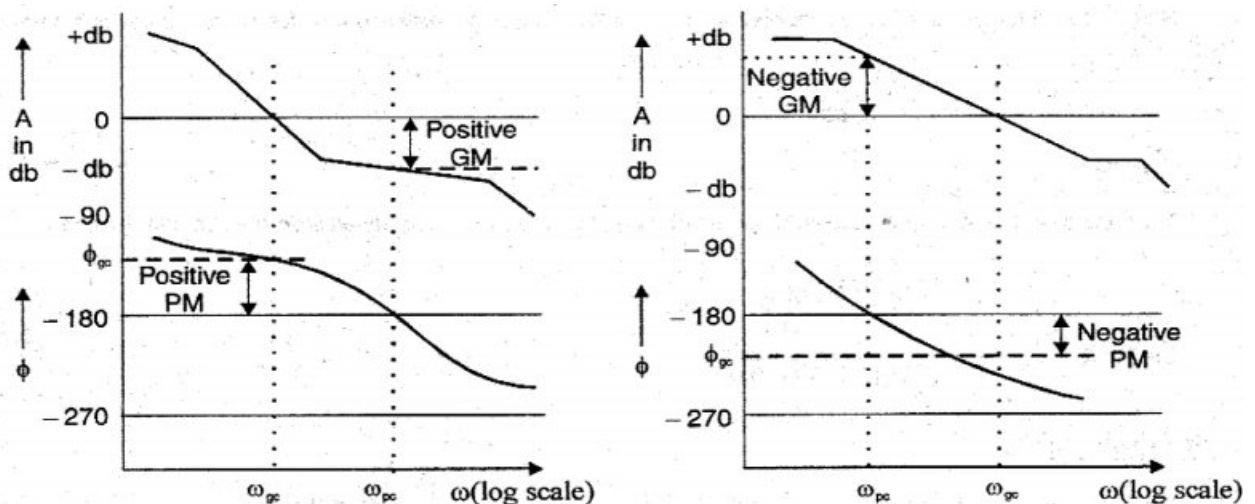 +db
A
in
db
0
Positive
GM
-db
-90
ϕgc
Positive
PM
ϕ
-180
-270
ωgc
ωpc
ω(log scale)
+db
Negative
GM
A
in
db
0
-db
-90
-180
ϕgc
Negative
PM
ϕ
-270
ωpc
ωgc
ω(log scale)